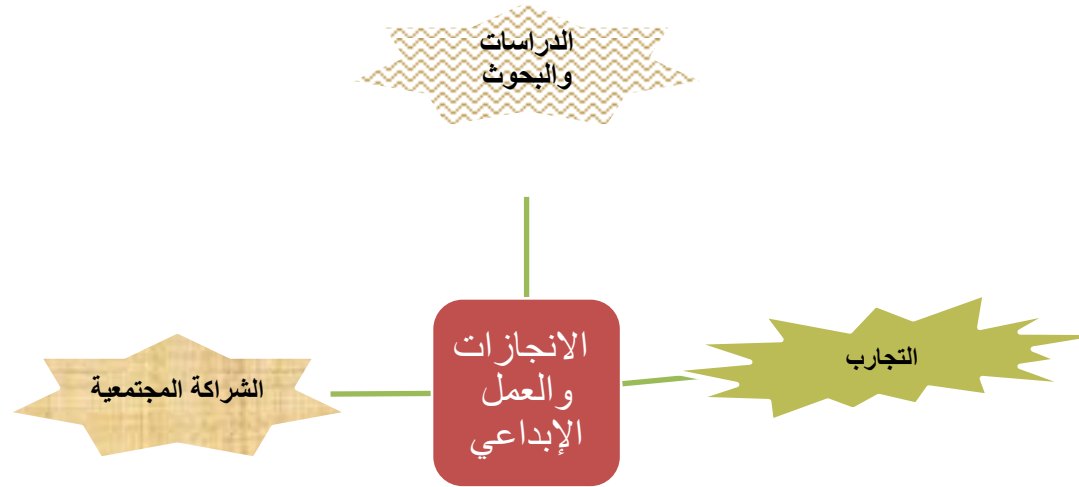 الدراسات
والبحوث
الانجازات
والعمل
الإبداعي
التجارب
الشراكة المجتمعية